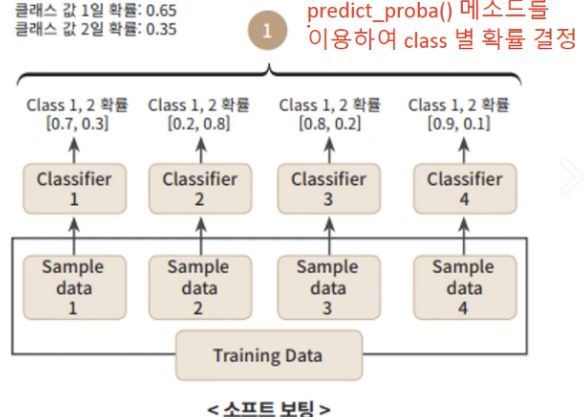 클래스 값 1일 확률: 0.65
클래스 값 2일 확률: 0.35
1
predict_proba() 메소드를
이용하여 class 별 확률 결정
Class 1, 2 확률
[0.7, 0.3]
Class 1, 2 확률
[0.2, 0.8]
Class 1, 2 확률
[0.8, 0.2]
Class 1, 2 확률
[0.9, 0.1]
Classifier
1
Classifier
2
Classifier
3
Classifier
4
Sample
data
1
Sample
data
2
Sample
data
3
Sample
data
4
Training Data
< 소프트 보팅 >